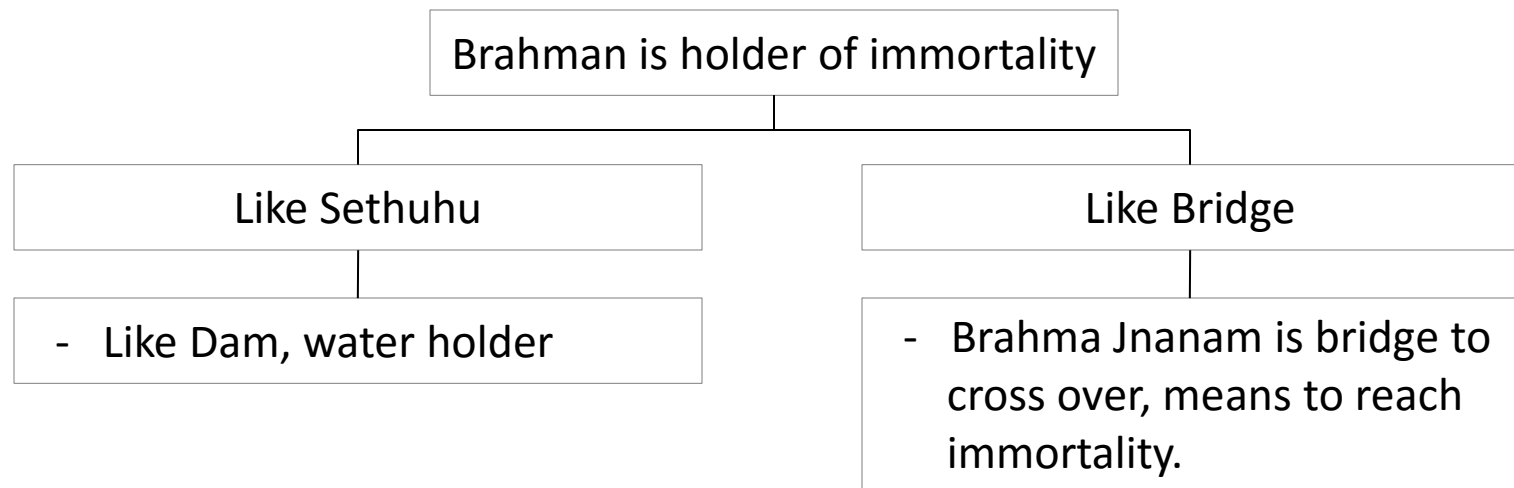 Brahman is holder of immortality
Like Sethuhu
Like Bridge
- Like Dam, water holder
- Brahma Jnanam is bridge to
cross over, means to reach
immortality.